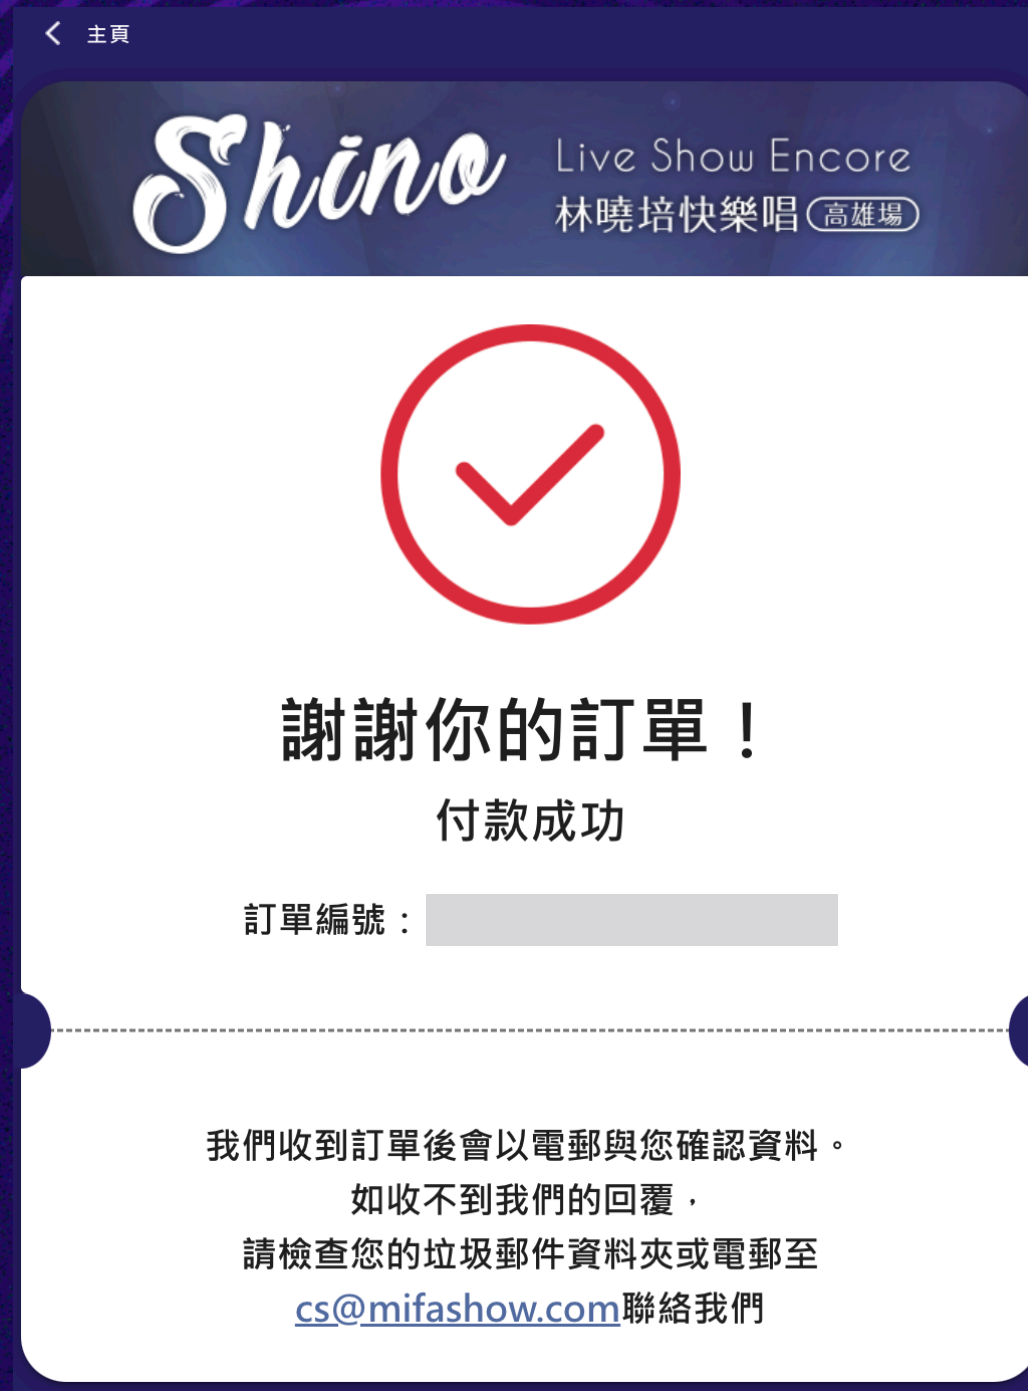 主頁
Shino
Live Show Encore
林曉培快樂唱(高雄場)
謝謝你的訂單！
付款成功
訂單編號：
我們收到訂單後會以電郵與您確認資料。
如收不到我們的回覆，
請檢查您的垃圾郵件資料夾或電郵至
cs@mifashow.com聯絡我們